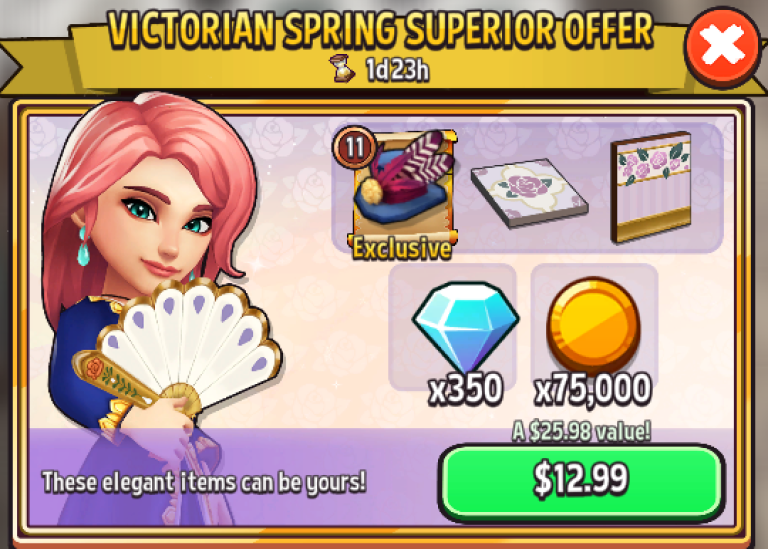 VICTORIAN SPRING SUPERIOR OFFER
1d 23h
11
Exclusive
x350
x75,000
A $25.98 value!
These elegant items can be yours!
$12.99